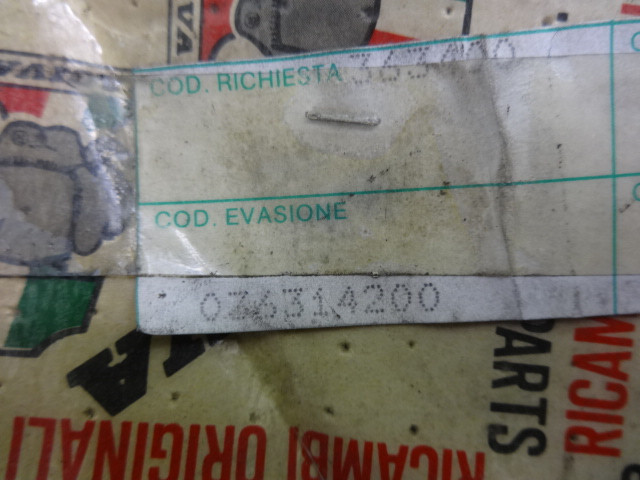 COD. RICHIESTA
COD. EVASIONE
036314200
PARTS
RICAM
RICAMBI ORIGINALI